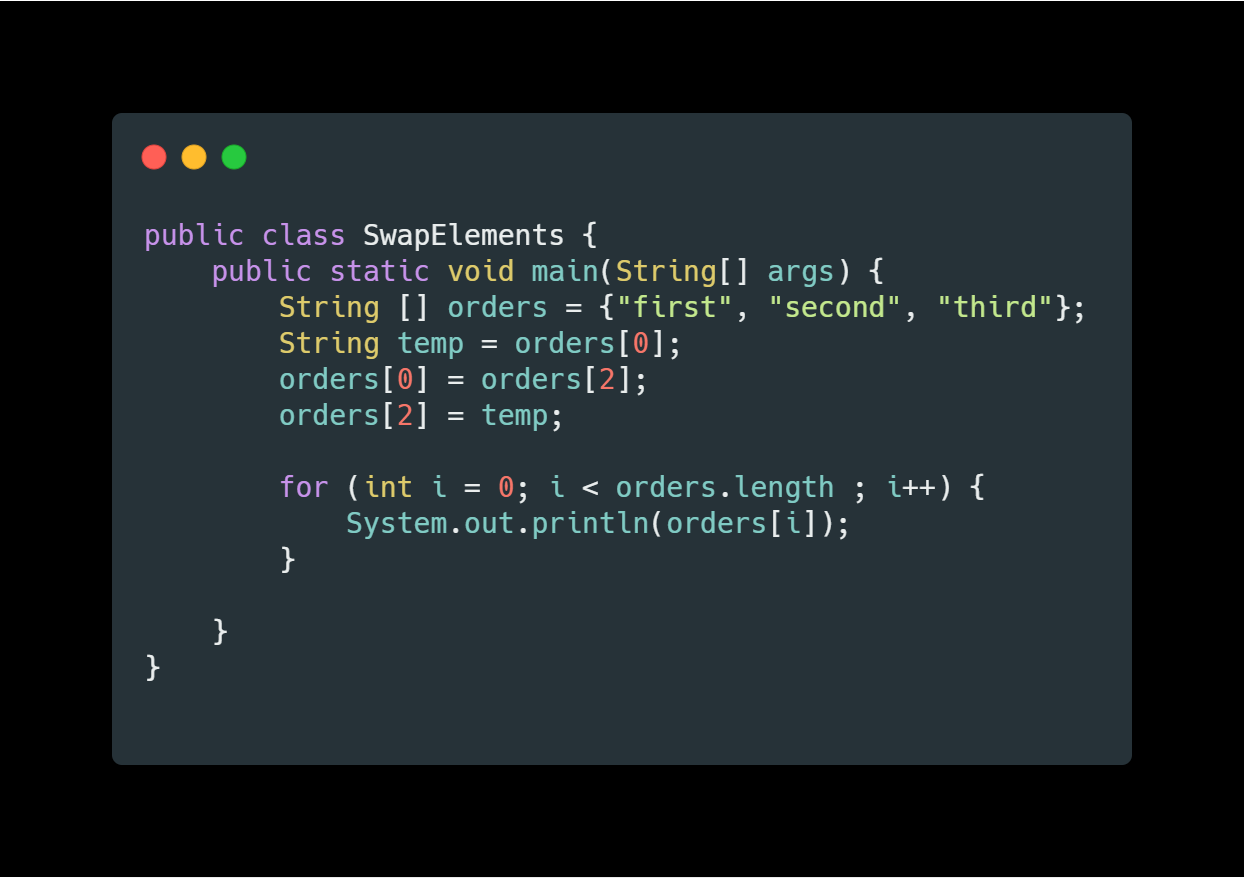 public class SwapElements {
    public static void main(String[] args) {
        String [] orders = {"first", "second", "third"};
        String temp = orders[0];
        orders[0] = orders[2];
        orders[2] = temp;

        for (int i = 0; i < orders.length ; i++) {
            System.out.println(orders[i]);
        }

    }
}